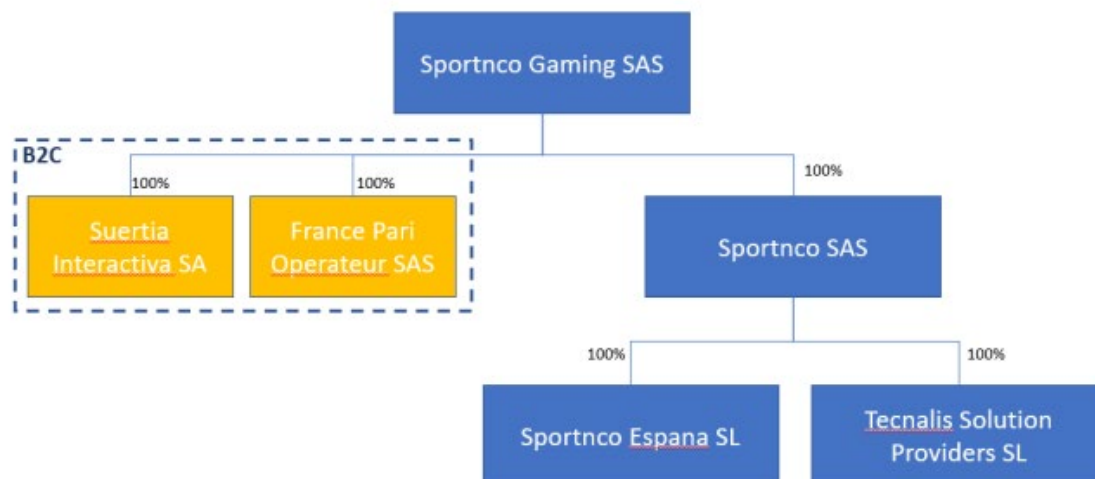 Sportnco Gaming SAS
B2C
100%
100%
100%
Suertia
Interactiva SA
France Pari
Operateur SAS
Sportnco SAS
100%
100%
Sportnco Espana SL
Tecnalis Solution
Providers SL